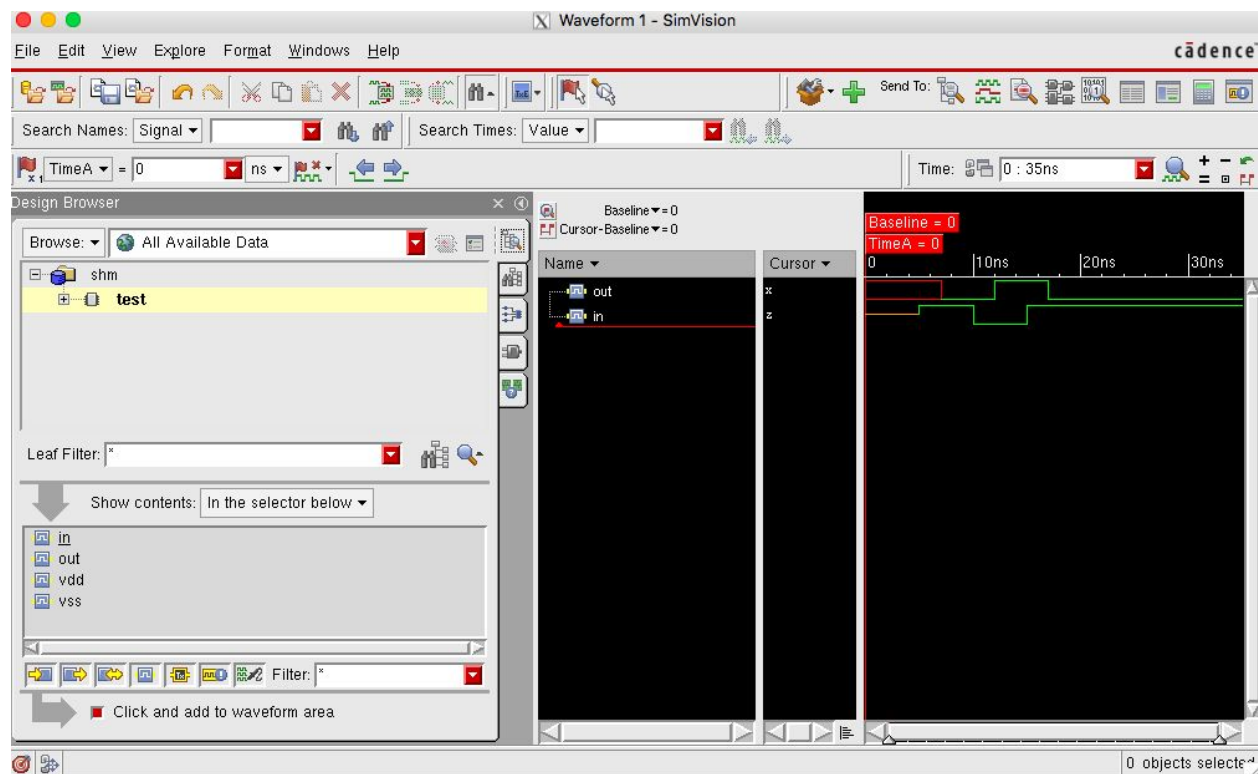 Waveform 1 - SimVision
File Edit View Explore Format Windows Help
cādence
Send To:
Search Names: Signal
Search Times: Value
TimeA = 0 ns
Time: 0 : 35ns
Design Browser
Browse: All Available Data
shm
test
Leaf Filter: *
Show contents: In the selector below
in
out
vdd
vss
Filter: *
Click and add to waveform area
Baseline = 0
Cursor-Baseline = 0
Name Cursor
out x
in z
Baseline = 0
TimeA = 0
0 10ns 20ns 30ns
0 objects selecte